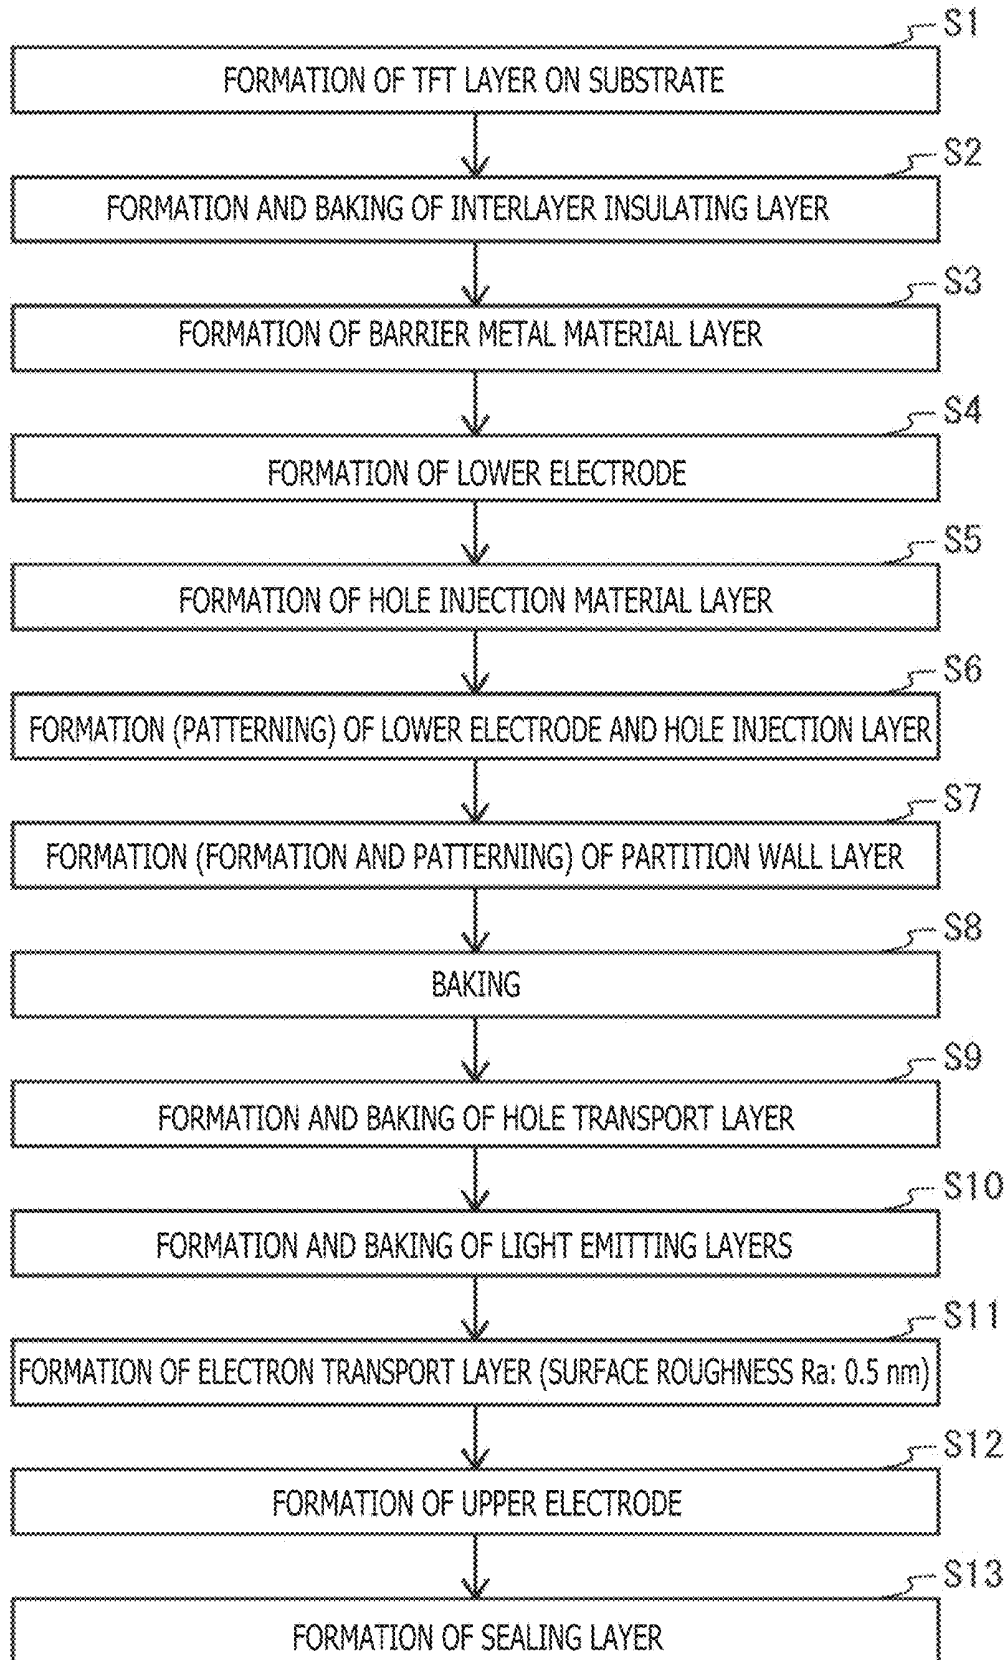 S1
FORMATION OF TFT LAYER ON SUBSTRATE
S2
FORMATION AND BAKING OF INTERLAYER INSULATING LAYER
S3
FORMATION OF BARRIER METAL MATERIAL LAYER
S4
FORMATION OF LOWER ELECTRODE
S5
FORMATION OF HOLE INJECTION MATERIAL LAYER
S6
FORMATION (PATTERNING) OF LOWER ELECTRODE AND HOLE INJECTION LAYER
S7
FORMATION (FORMATION AND PATTERNING) OF PARTITION WALL LAYER
S8
BAKING
S9
FORMATION AND BAKING OF HOLE TRANSPORT LAYER
S10
FORMATION AND BAKING OF LIGHT EMITTING LAYERS
S11
FORMATION OF ELECTRON TRANSPORT LAYER (SURFACE ROUGHNESS Ra: 0.5 nm)
S12
FORMATION OF UPPER ELECTRODE
S13
FORMATION OF SEALING LAYER